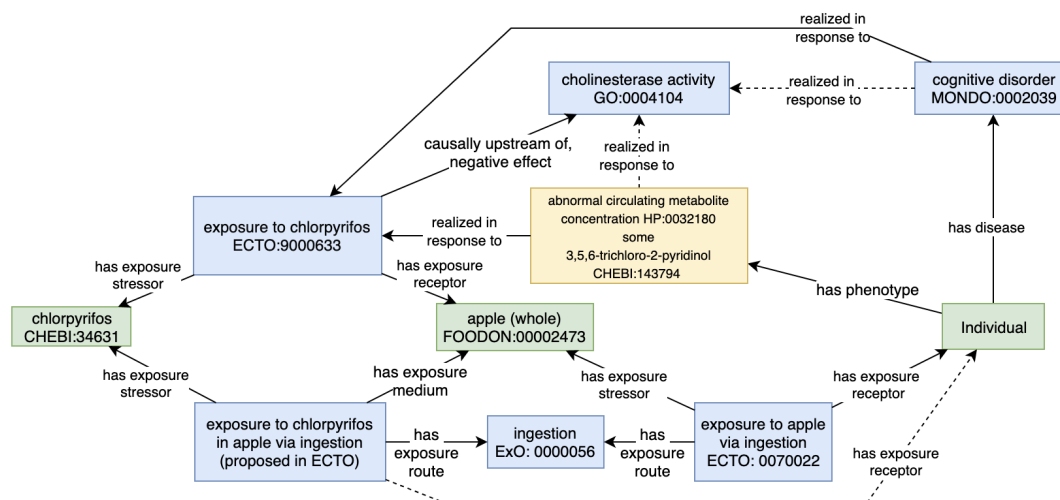 realized in
response to
cholinesterase activity
GO:0004104
realized in
response to
cognitive disorder
MONDO:0002039
causally upstream of,
negative effect
realized in
response to
exposure to chlorpyrifos
ECTO:9000633
realized in
response to
abnormal circulating metabolite
concentration HP:0032180
some
3,5,6-trichloro-2-pyridinol
CHEBI:143794
has disease
has exposure
stressor
has exposure
receptor
has phenotype
chlorpyrifos
CHEBI:34631
apple (whole)
FOODON:00002473
Individual
has exposure
stressor
has exposure
medium
has exposure
stressor
has exposure
receptor
exposure to chlorpyrifos
in apple via ingestion
(proposed in ECTO)
has
exposure
route
ingestion
ExO: 0000056
has
exposure
route
exposure to apple
via ingestion
ECTO: 0070022
has exposure
receptor